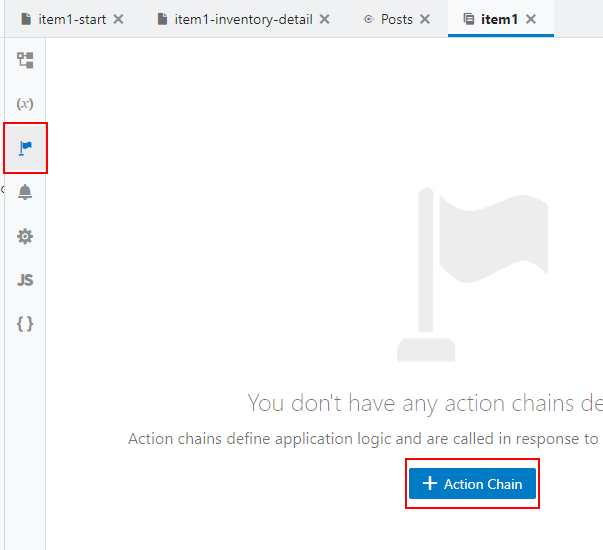 item1-start
item1-inventory-detail
Posts
item1
(x)
JS
{ }
You don't have any action chains de
Action chains define application logic and are called in response to
+ Action Chain